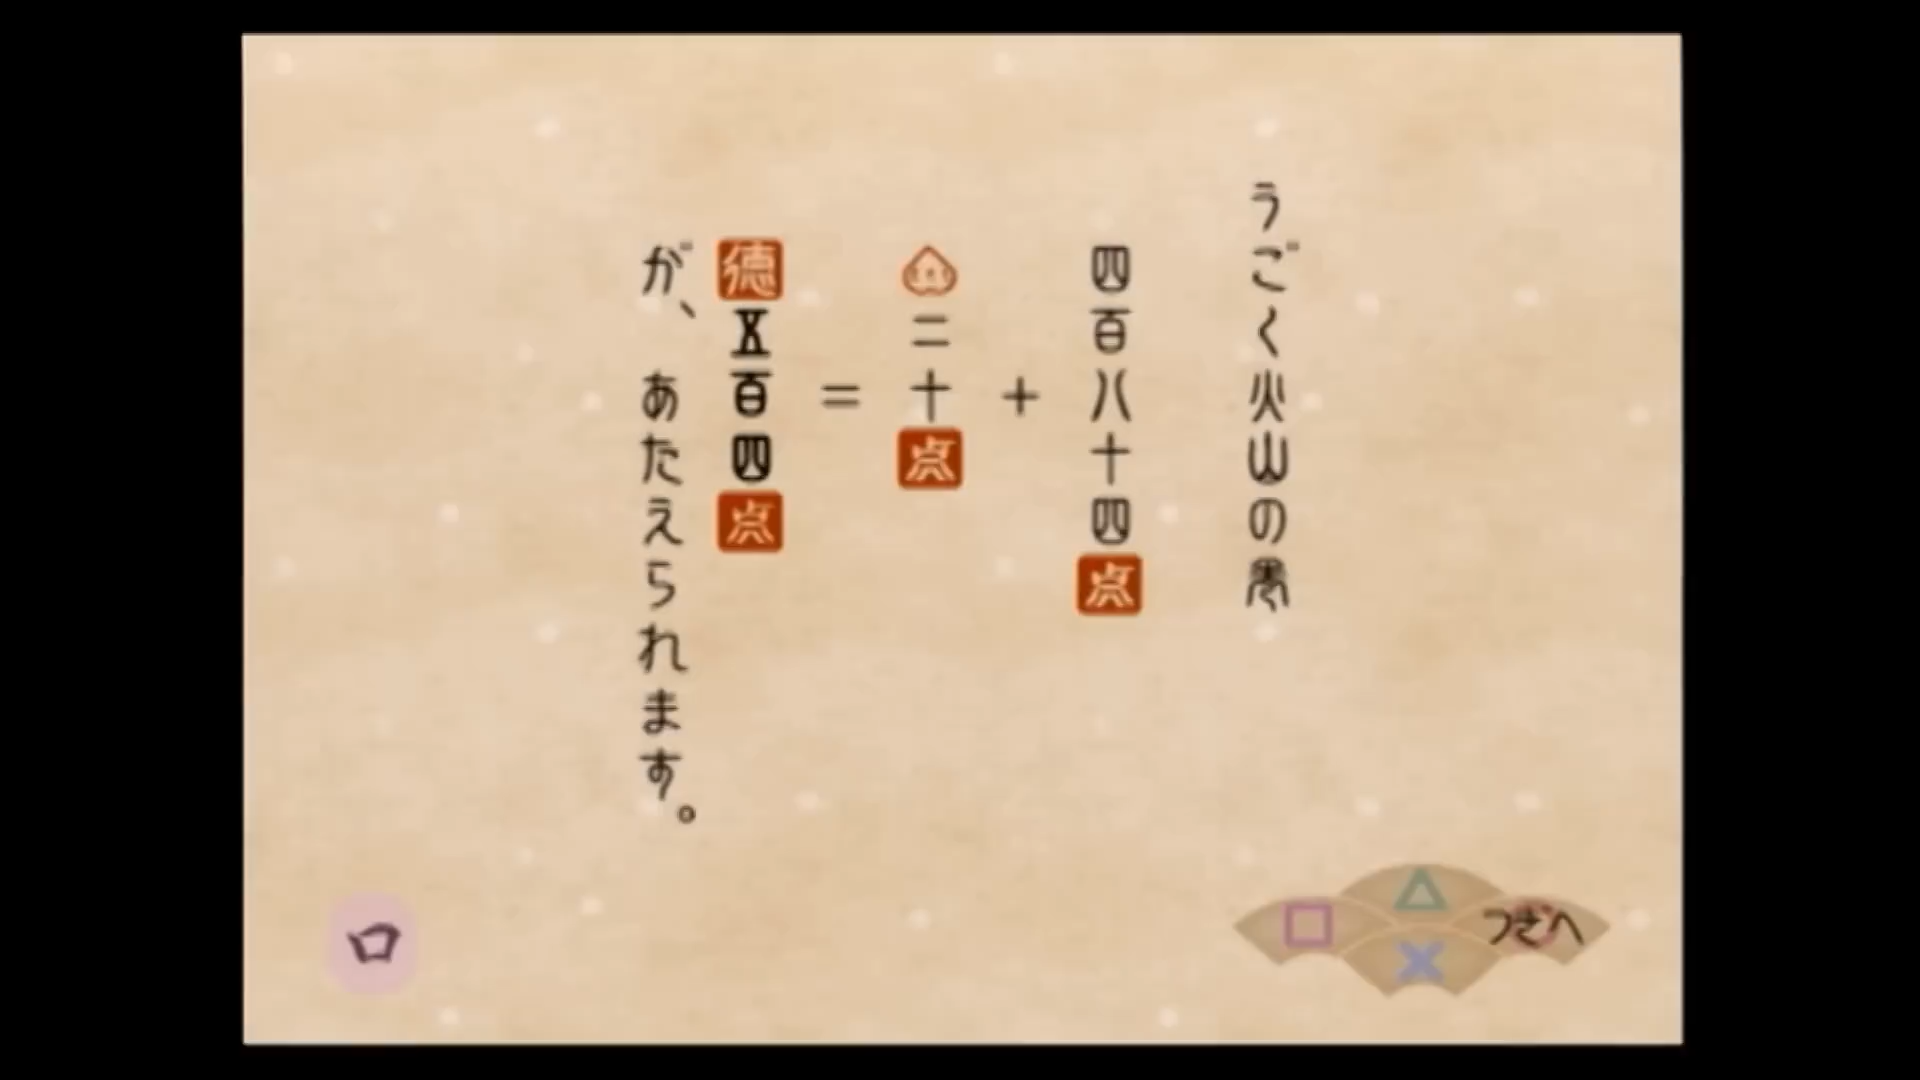 うごく火山の巻
四百八十四点
+
二十点
=
徳五百四点
が、あたえられます。
ロ
つぎへ